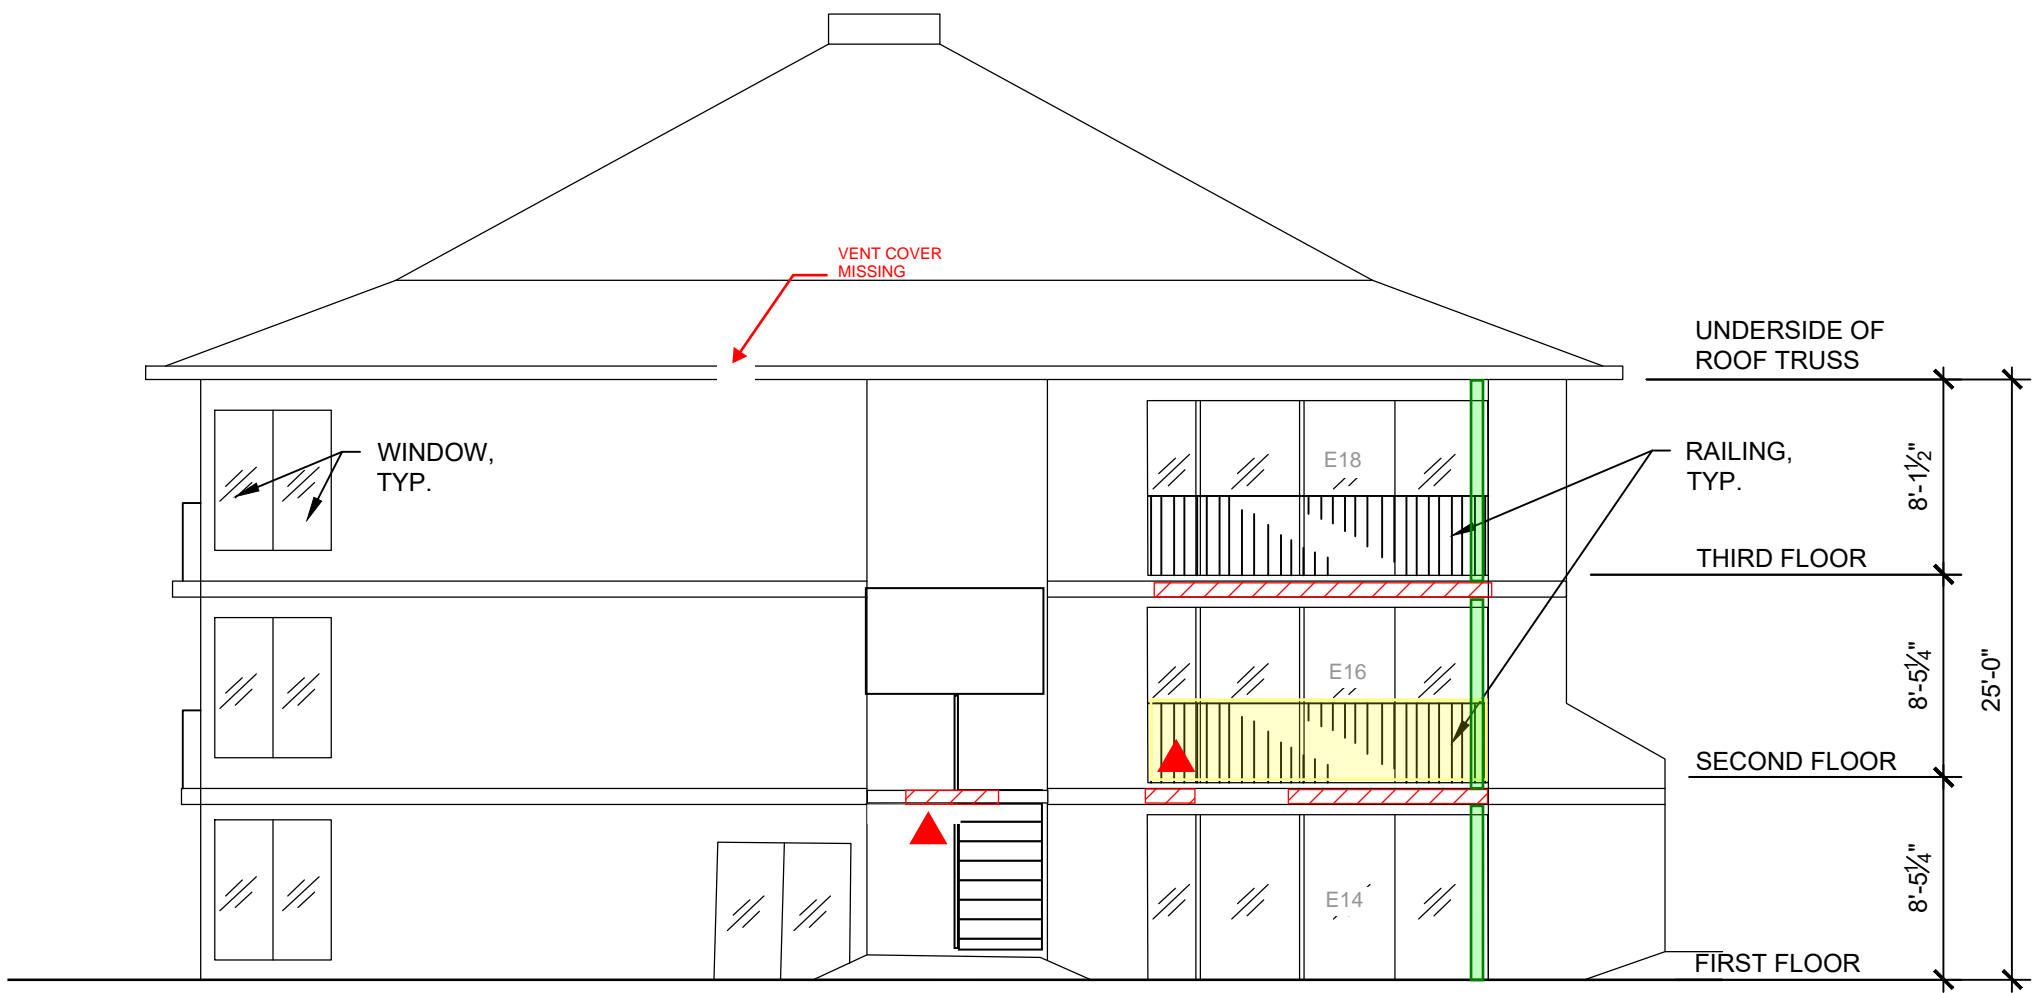 VENT COVER
MISSING
UNDERSIDE OF
ROOF TRUSS
WINDOW,
TYP.
E18
RAILING,
TYP.
8'-1½"
THIRD FLOOR
E16
8'-5¼"
25'-0"
SECOND FLOOR
E14
8'-5¼"
FIRST FLOOR